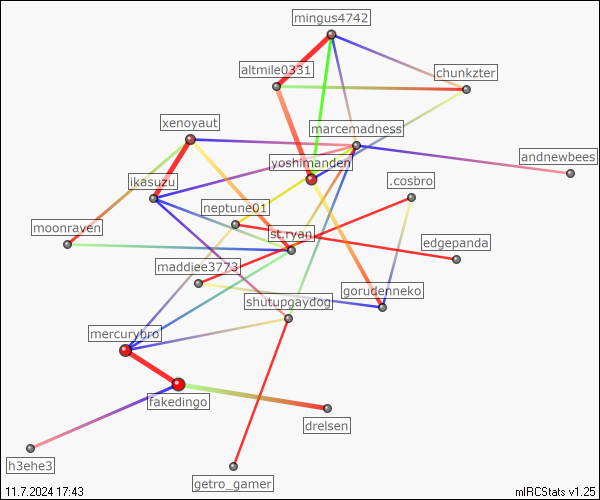 mingus4742
altmile0331
chunkzter
xenoyaut
marcemadness
yoshimanden
andnewbees
ikasuzu
.cosbro
neptune01
moonraven
st.ryan
edgepanda
maddiee3773
gorudenneko
shutupgaydog
mercurybro
fakedingo
drelsen
h3ehe3
getro_gamer
11.7.2024 17:43
mIRCStats v1.25